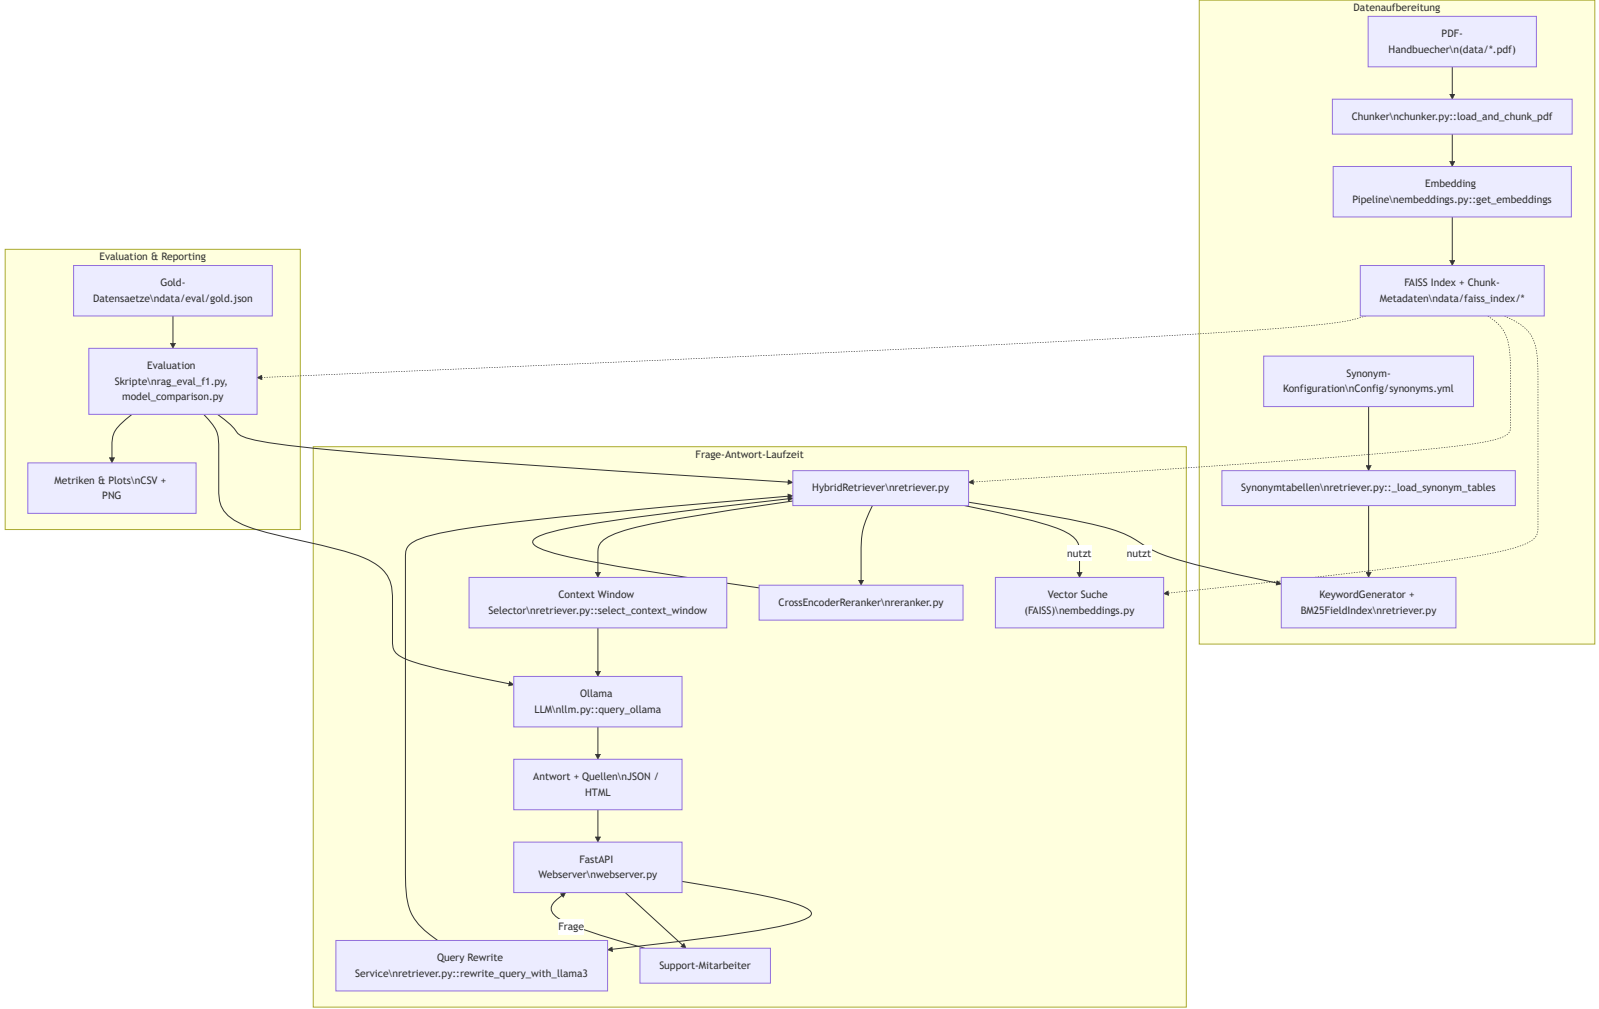 Datenaufbereitung
PDF-
Handbuecher\n(data/*.pdf)
Chunker\nchunker.py::load_and_chunk_pdf
Embedding
Pipeline\nembeddings.py::get_embeddings
FAISS Index + Chunk-
Metadaten\ndata/faiss_index/*
Synonym-
Konfiguration\nConfig/synonyms.yml
Synonymtabellen\nretriever.py::_load_synonym_tables
KeywordGenerator +
BM25FieldIndex\nretriever.py
Evaluation & Reporting
Gold-
Datensaetze\ndata/eval/gold.json
Evaluation
Skripte\nrag_eval_f1.py,
model_comparison.py
Metriken & Plots\nCSV +
PNG
Frage-Antwort-Laufzeit
HybridRetriever\nretriever.py
nutzt
nutzt
Context Window
Selector\nretriever.py::select_context_window
CrossEncoderReranker\nreranker.py
Vector Suche
(FAISS)\nembeddings.py
Ollama
LLM\nllm.py::query_ollama
Antwort + Quellen\nJSON /
HTML
FastAPI
Webserver\nwebserver.py
Frage
Query Rewrite
Service\nretriever.py::rewrite_query_with_llama3
Support-Mitarbeiter